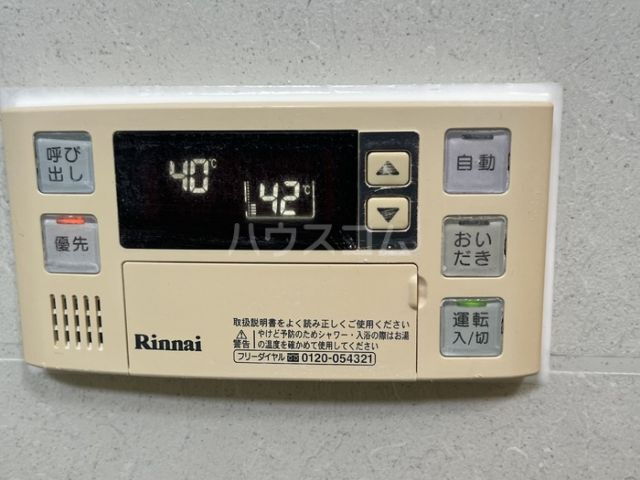 呼び
出し
優先
40℃
42℃
自動
おい
だき
運転
入/切
ハウスコム
Rinnai
取扱説明書をよく読み正しくご使用ください
警告
やけど予防のためシャワー・入浴の際はお湯
の温度を確かめて使用してください
フリーダイヤル 0120-054321